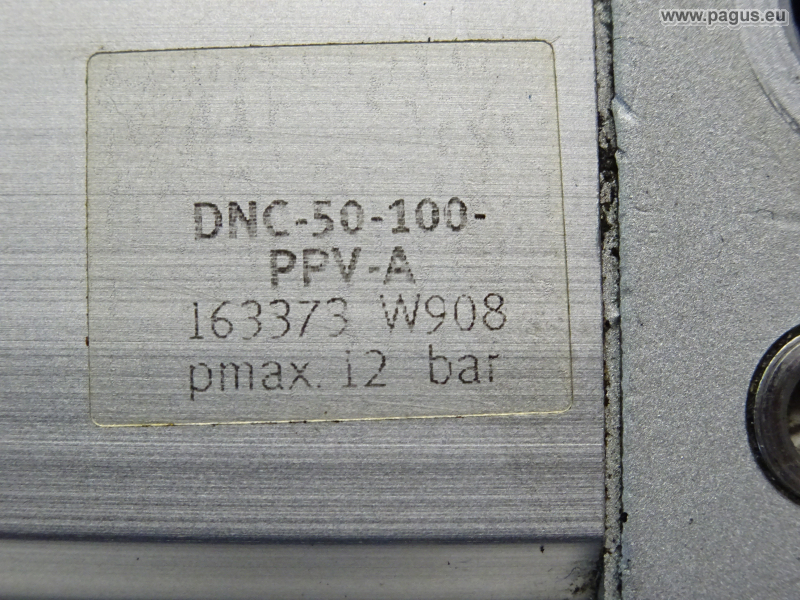 www.pagus.eu
DNC-50-100-
PPV-A
163373 W908
pmax. 12 bar